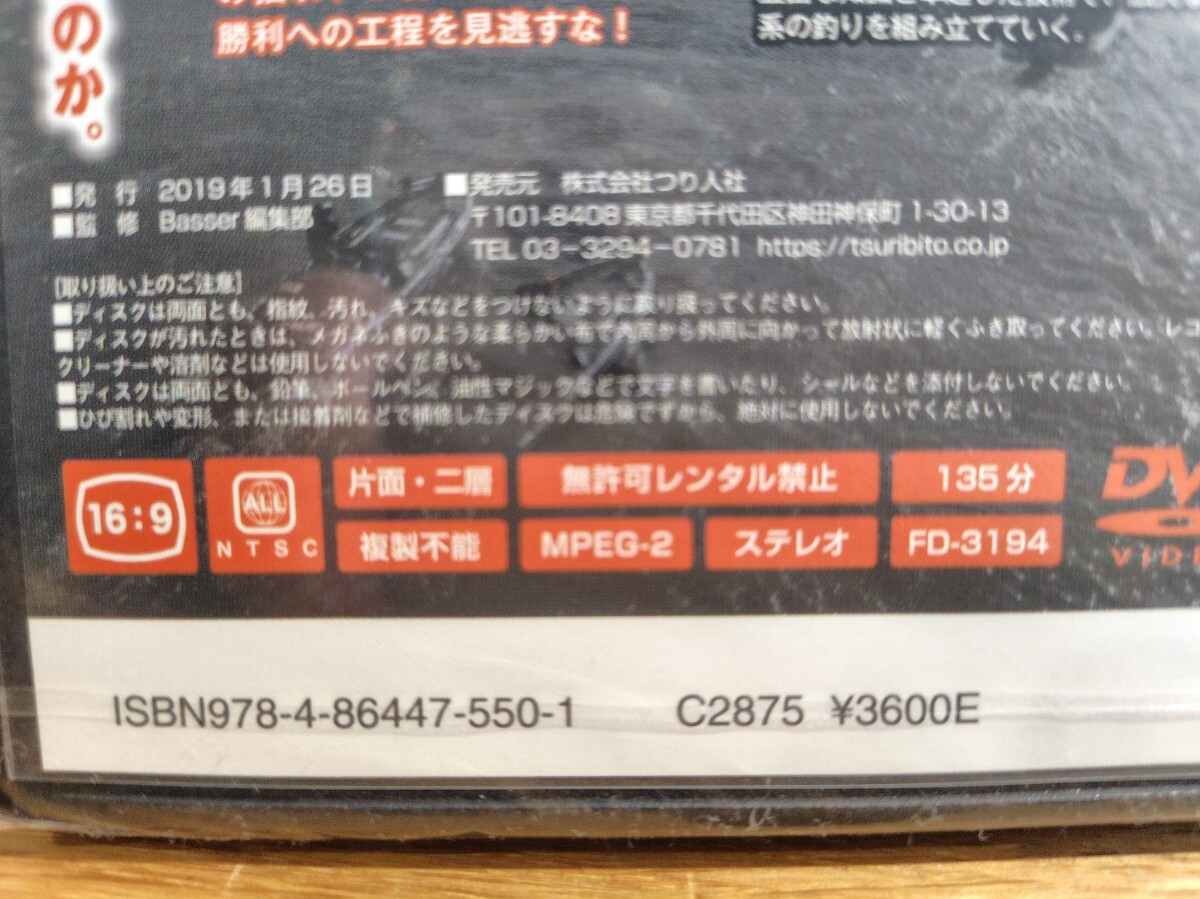 のか。
勝利への工程を見逃すな！
系の釣りを組み立てていく。
■発　行　2019年1月26日
■監　修　Basser編集部
■発売元　株式会社つり人社
〒101-8408 東京都千代田区神田神保町 1-30-13
TEL 03-3294-0781 https://tsuribito.co.jp
[取り扱い上のご注意]
■ディスクは両面とも、指紋、汚れ、キズなどをつけないように取り扱ってください。
■ディスクが汚れたときは、メガネふきのような柔らかい布で内周から外周に向かって放射状に軽くふき取ってください。レコ
クリーナーや溶剤などは使用しないでください。
■ディスクは両面とも、鉛筆、ボールペン、油性マジックなどで文字を書いたり、シールなどを添付しないでください。
■ひび割れや変形、または接着剤などで補修したディスクは危険ですから、絶対に使用しないでください。
16:9
ALL
NTSC
片面・二層
無許可レンタル禁止
135分
複製不能
MPEG-2
ステレオ
FD-3194
DV
VID
ISBN978-4-86447-550-1　C2875 ¥3600E